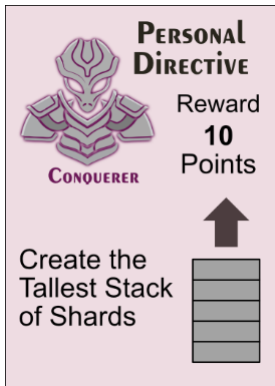 Personal
Directive
Reward
10
Points
Conquerer
Create the
Tallest Stack
of Shards